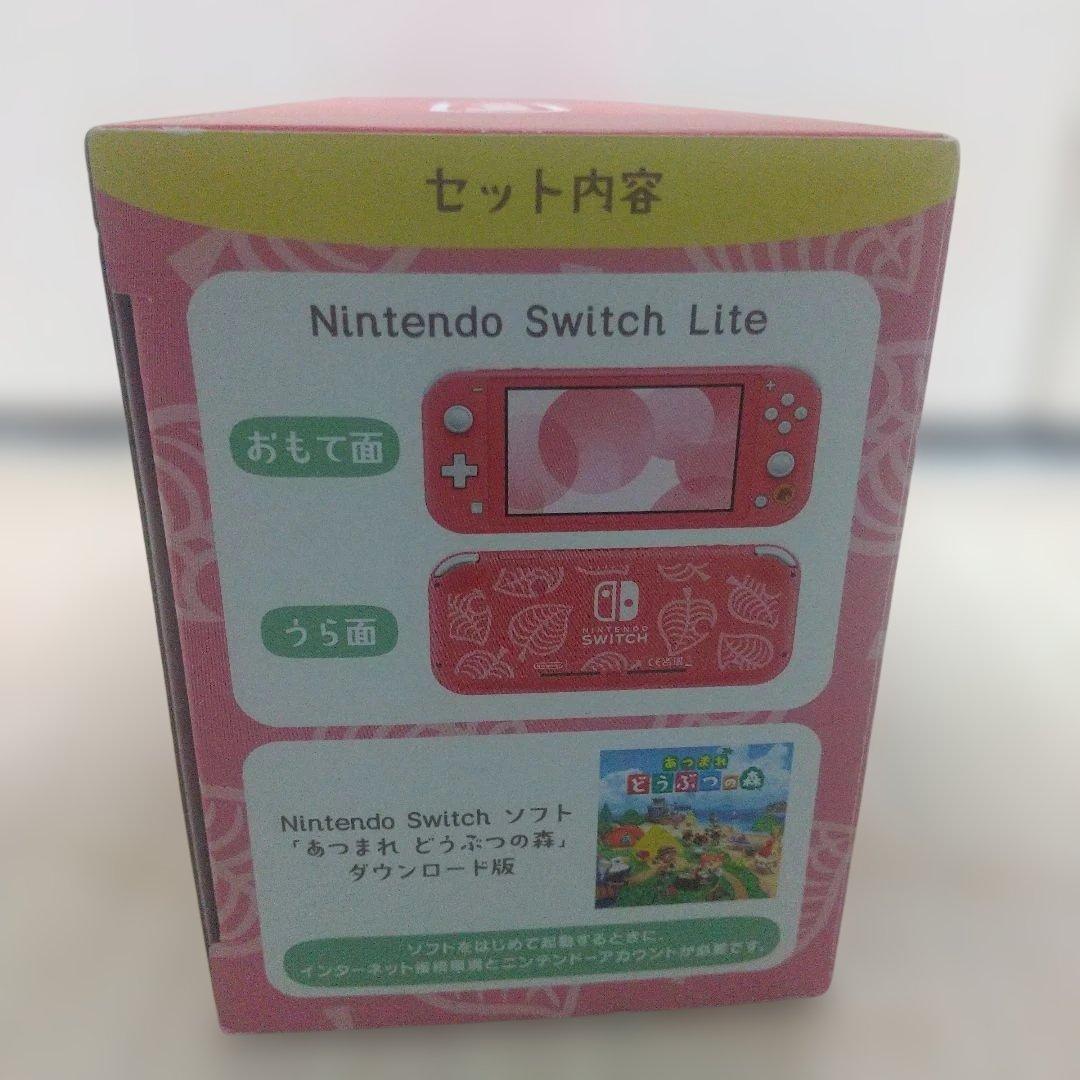 セット内容
Nintendo Switch Lite
おもて面
うら面
NINTENDO
SWITCH
あつまれ
どうぶつの森
Nintendo Switch ソフト
「あつまれ どうぶつの森」
ダウンロード版
ソフトをはじめて起動するときに、
インターネット接続環境とニンテンドーアカウントが必要です。